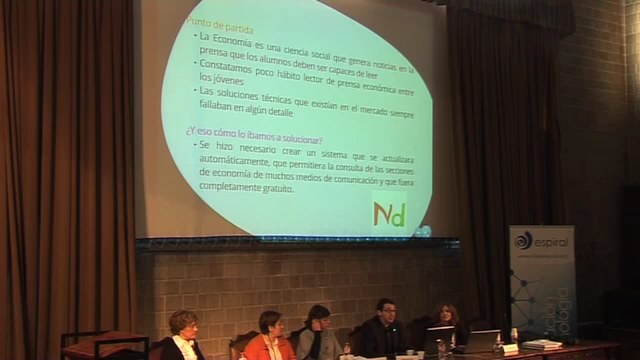 Punto de partida
- La Economía es una ciencia social que genera noticias en la
prensa que los alumnos deben ser capaces de leer.
- Constatamos poco hábito lector de prensa económica entre
los jóvenes
- Las soluciones técnicas que existían en el mercado siempre
fallaban en algún detalle
¿Y eso cómo lo íbamos a solucionar?
- Se hizo necesario crear un sistema que se actualizara
automáticamente, que permitiera la consulta de las secciones
de economía de muchos medios de comunicación y que fuera
completamente gratuito.
Nd
espiral